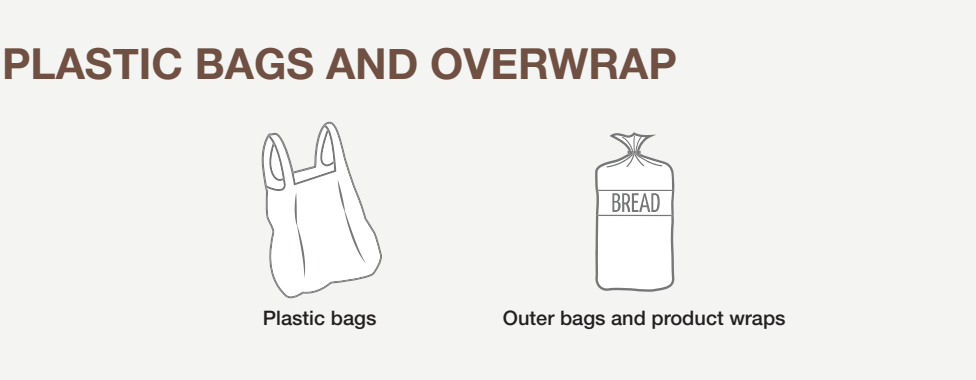 PLASTIC BAGS AND OVERWRAP
BREAD
Plastic bags
Outer bags and product wraps